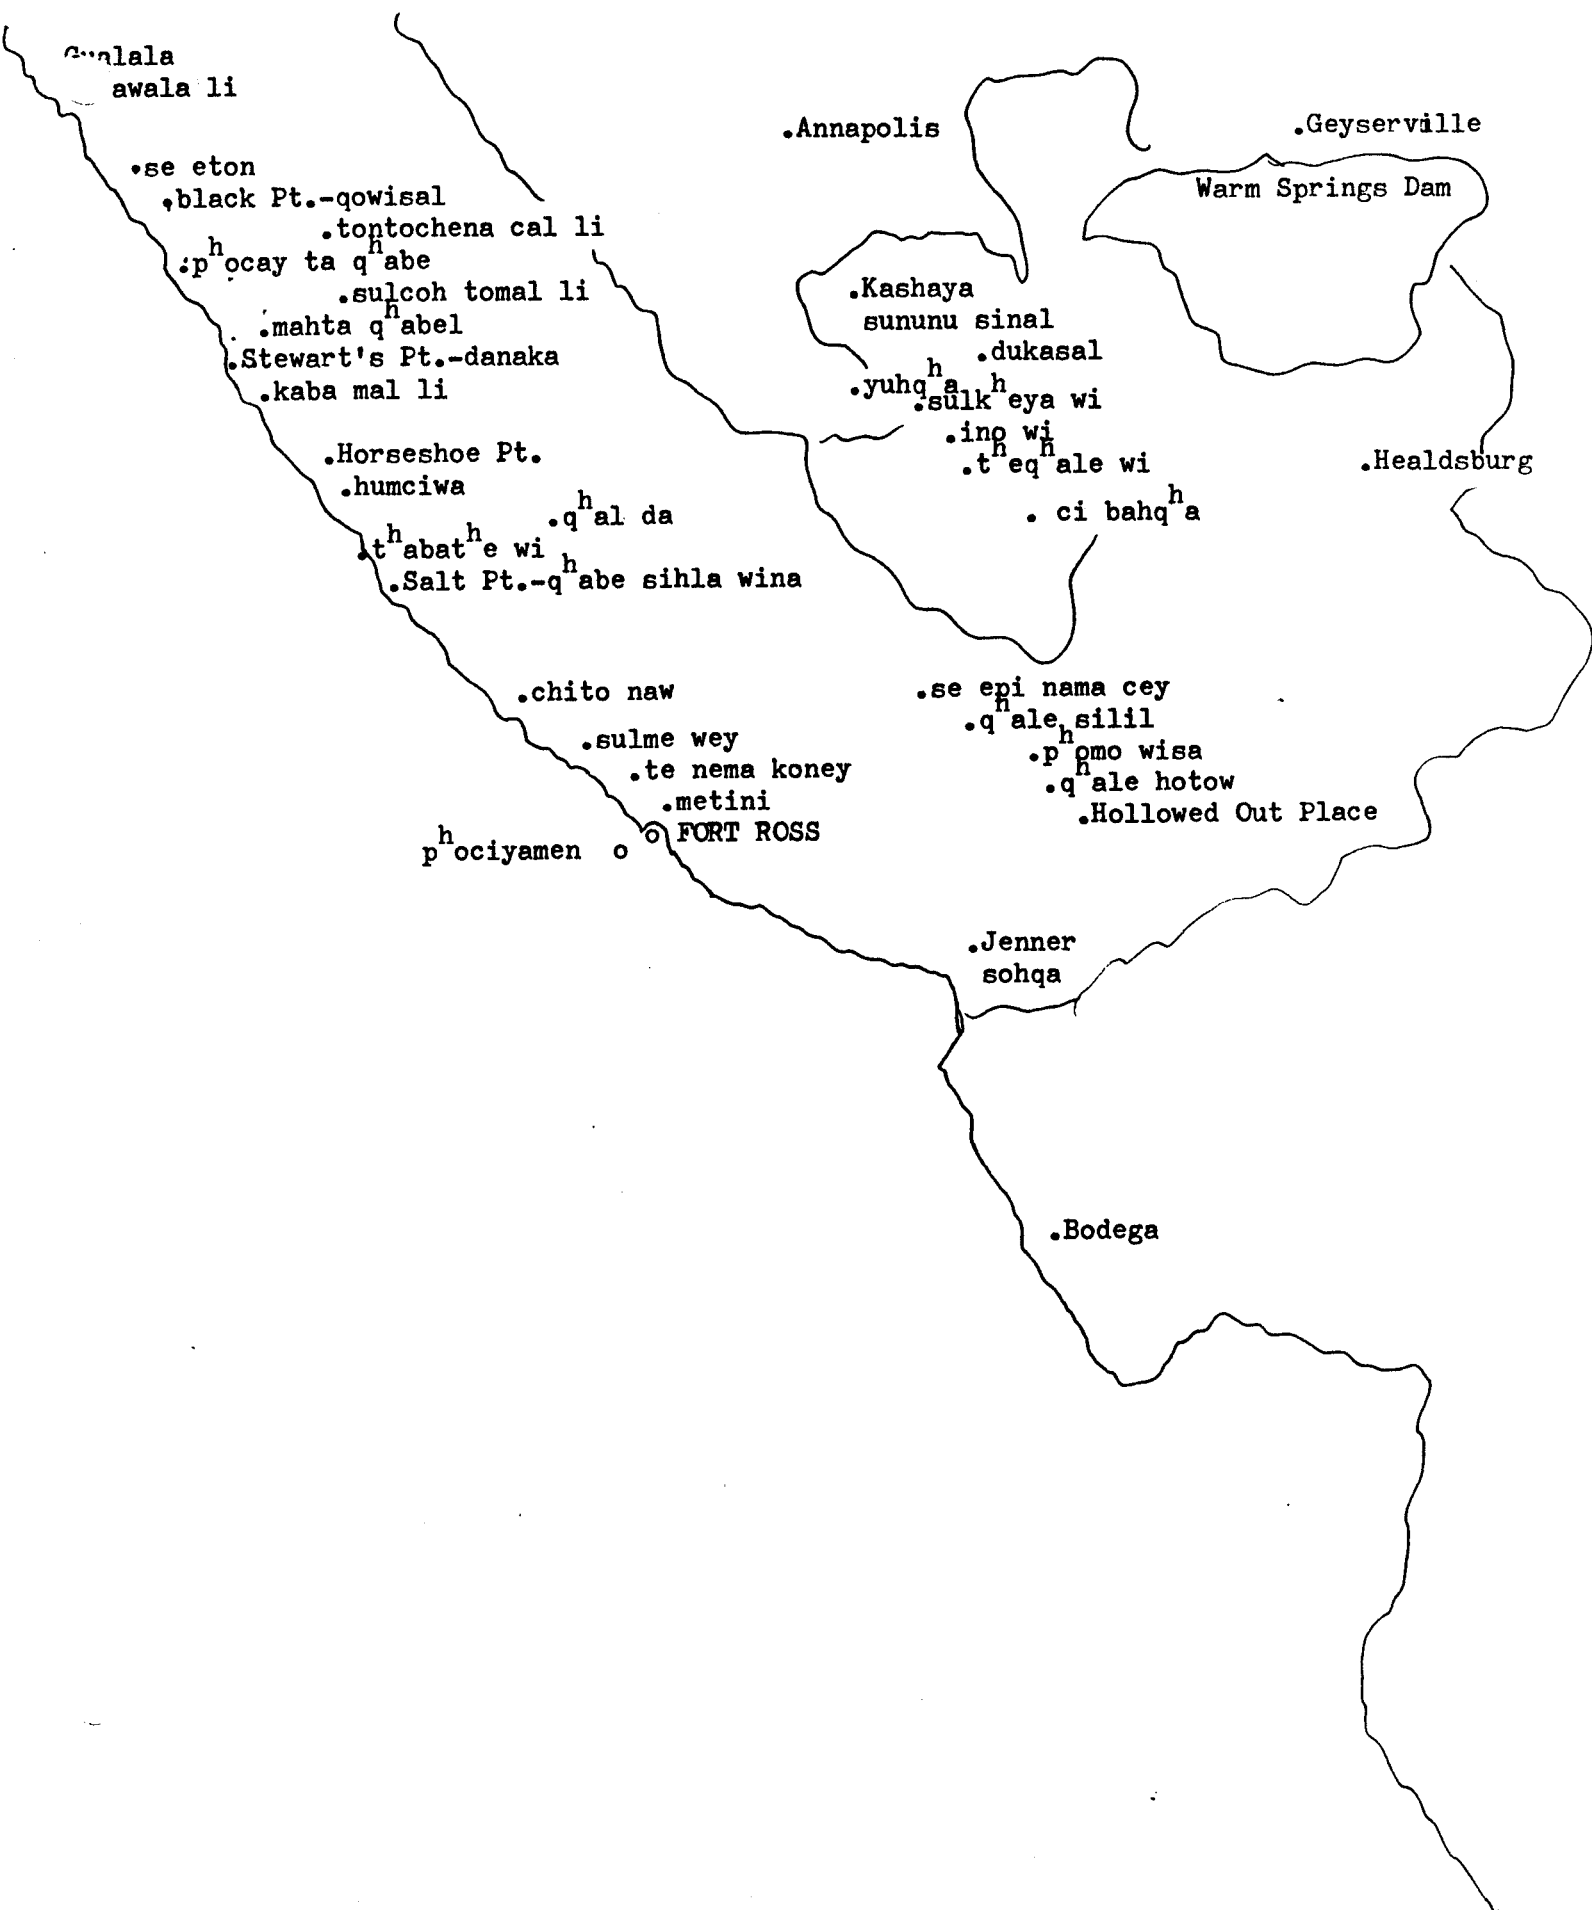 Gualala
awala li
.Annapolis
.Geyserville
.se eton
Warm Springs Dam
.black Pt.-qowisal
.tontochena cal li
.pʰocay ta qʰabe
.sulcoh tomal li
.Kashaya
sununu sinal
.mahta qʰabel
.dukasal
.Stewart's Pt.-danaka
.yuhqʰa
.kaba mal li
.sulkʰeya wi
.ino wi
.Horseshoe Pt.
.tʰeqʰale wi
.Healdsburg
.humciwa
.qʰal da
. ci bahqʰa
.tʰabatʰe wi
.Salt Pt.-qʰabe sihla wina
.chito naw
.se epi nama cey
.qʰale silil
.sulme wey
.pʰomo wisa
.te nema koney
.qʰale hotow
.metini
.Hollowed Out Place
FORT ROSS
pʰociyamen o
.Jenner
sohqa
.Bodega